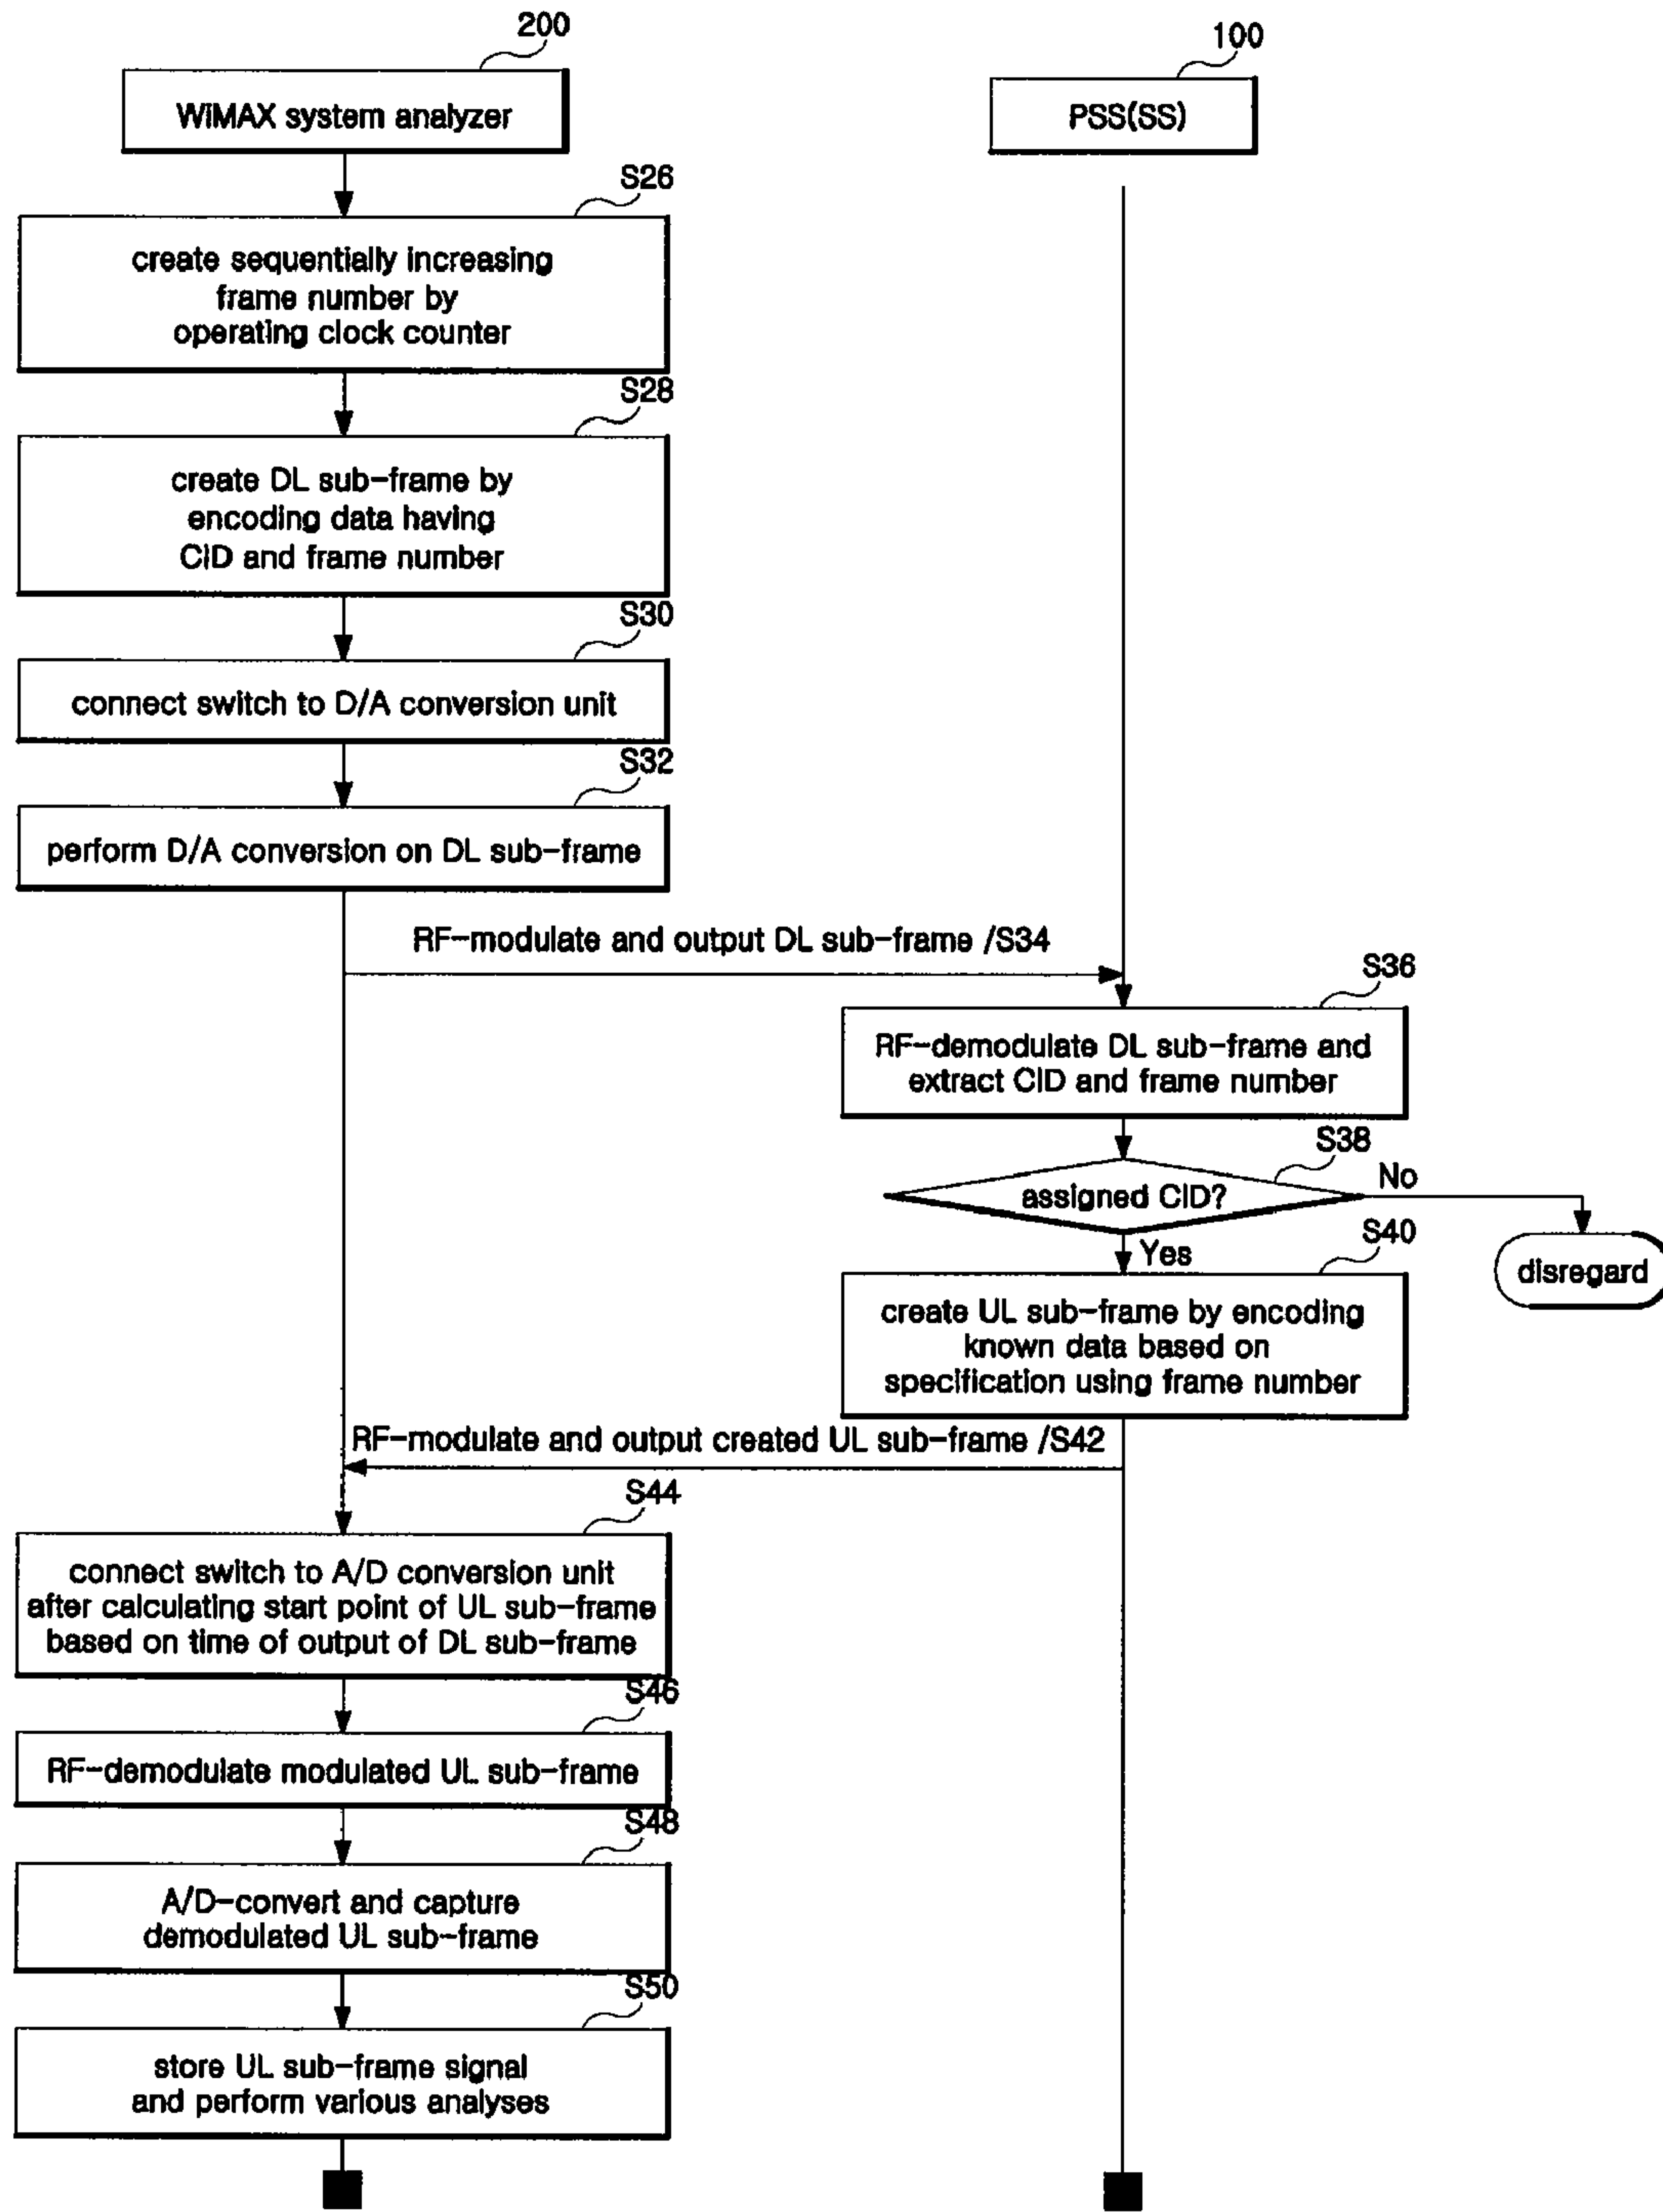 200
WiMAX system analyzer
100
PSS(SS)
S26
create sequentially increasing
frame number by
operating clock counter
S28
create DL sub-frame by
encoding data having
CID and frame number
S30
connect switch to D/A conversion unit
S32
perform D/A conversion on DL sub-frame
RF-modulate and output DL sub-frame /S34
S36
RF-demodulate DL sub-frame and
extract CID and frame number
S38
assigned CID?
No
disregard
Yes
S40
create UL sub-frame by encoding
known data based on
specification using frame number
RF-modulate and output created UL sub-frame /S42
S44
connect switch to A/D conversion unit
after calculating start point of UL sub-frame
based on time of output of DL sub-frame
S46
RF-demodulate modulated UL sub-frame
S48
A/D-convert and capture
demodulated UL sub-frame
S50
store UL sub-frame signal
and perform various analyses